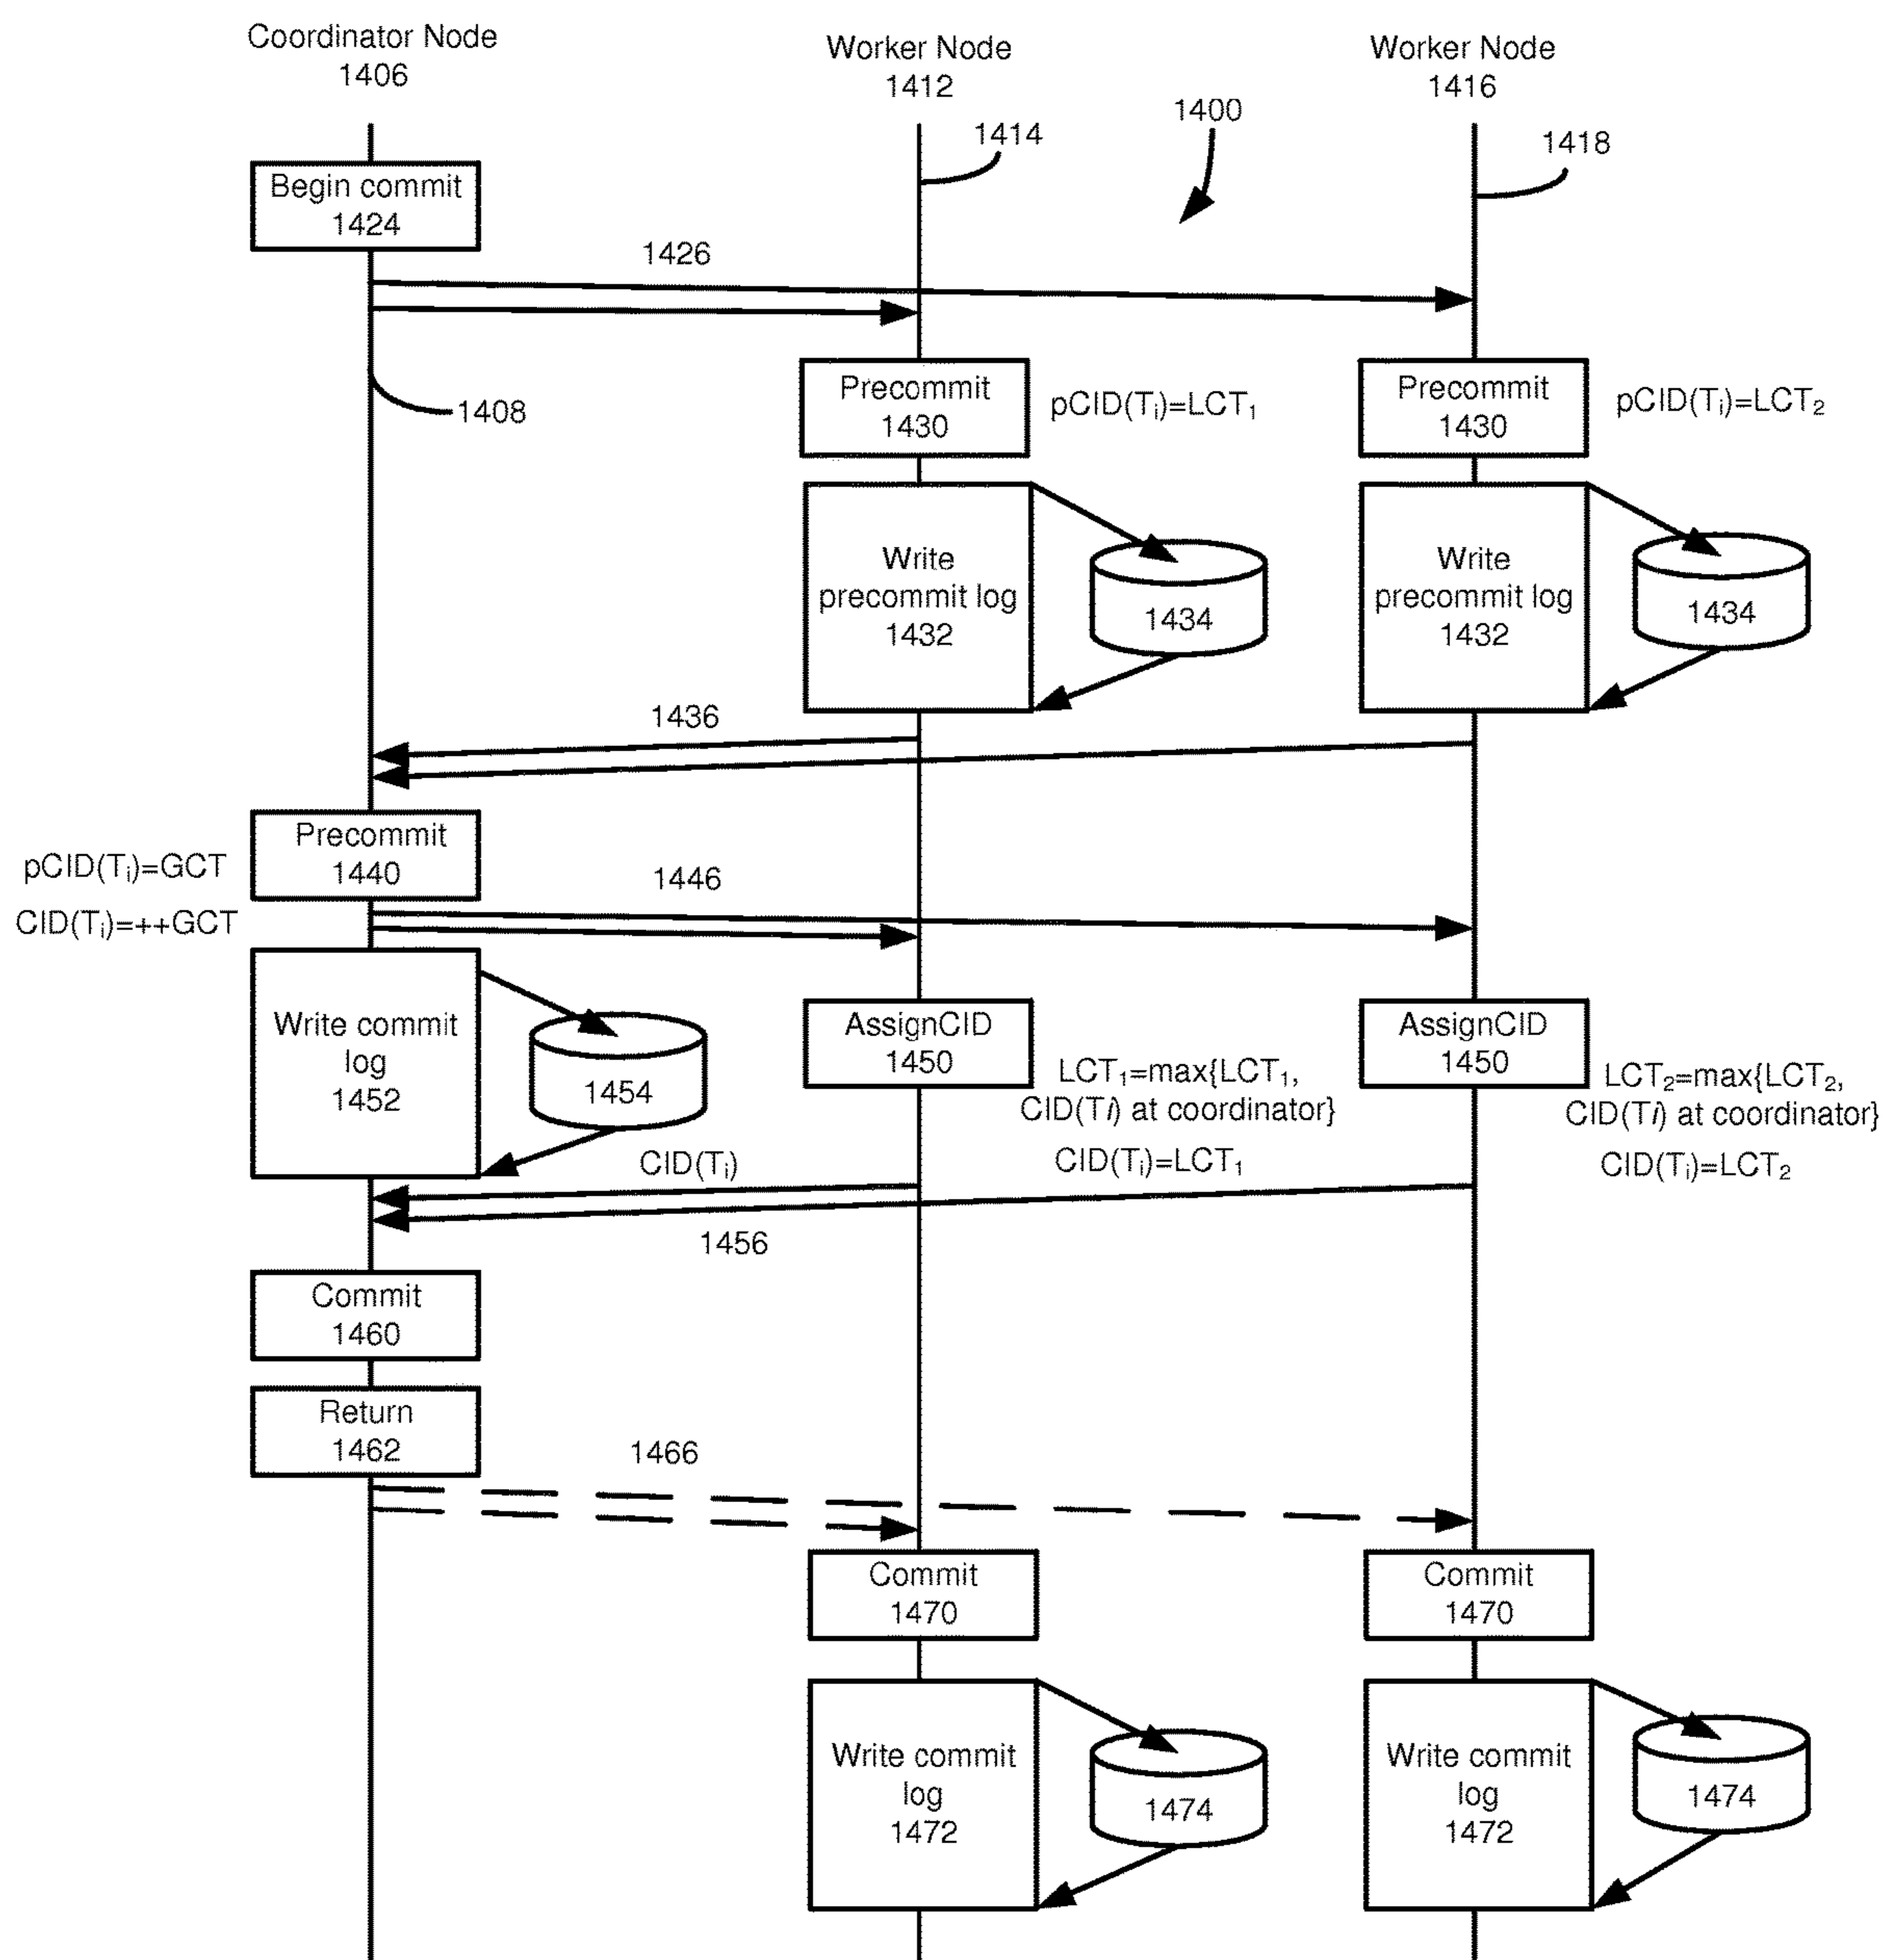 Coordinator Node
1406
Worker Node
1412
Worker Node
1416
1400
1414
1418
Begin commit
1424
1426
1408
Precommit
1430
pCID(Tᵢ)=LCT₁
Precommit
1430
pCID(Tᵢ)=LCT₂
Write
precommit log
1432
1434
Write
precommit log
1432
1434
1436
Precommit
1440
pCID(Tᵢ)=GCT
CID(Tᵢ)=++GCT
1446
Write commit
log
1452
1454
AssignCID
1450
LCT₁=max{LCT₁,
CID(Ti) at coordinator}
CID(Tᵢ)=LCT₁
AssignCID
1450
LCT₂=max{LCT₂,
CID(Ti) at coordinator}
CID(Tᵢ)=LCT₂
CID(Tᵢ)
1456
Commit
1460
Return
1462
1466
Commit
1470
Commit
1470
Write commit
log
1472
1474
Write commit
log
1472
1474